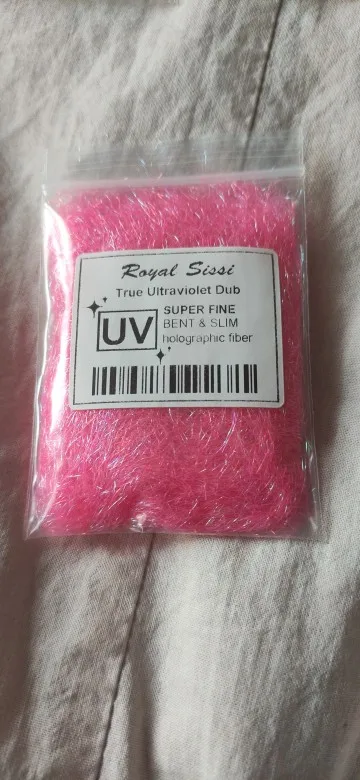 Royal Sissi
True Ultraviolet Dub
UV
SUPER FINE
BENT & SLIM
holographic fiber